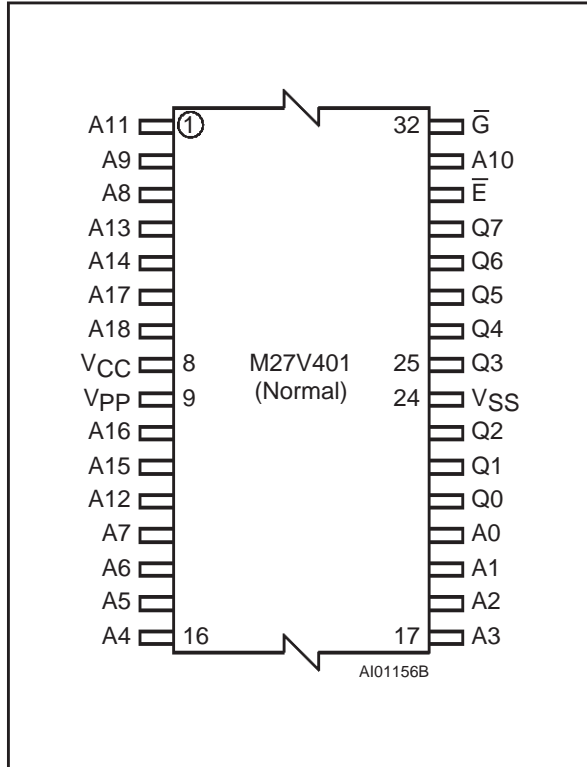 A11 1 32 G̅
A9 A10
A8 E̅
A13 Q7
A14 Q6
A17 Q5
A18 Q4
VCC 8 M27V401 25 Q3
VPP 9 (Normal) 24 VSS
A16 Q2
A15 Q1
A12 Q0
A7 A0
A6 A1
A5 A2
A4 16 17 A3
AI01156B